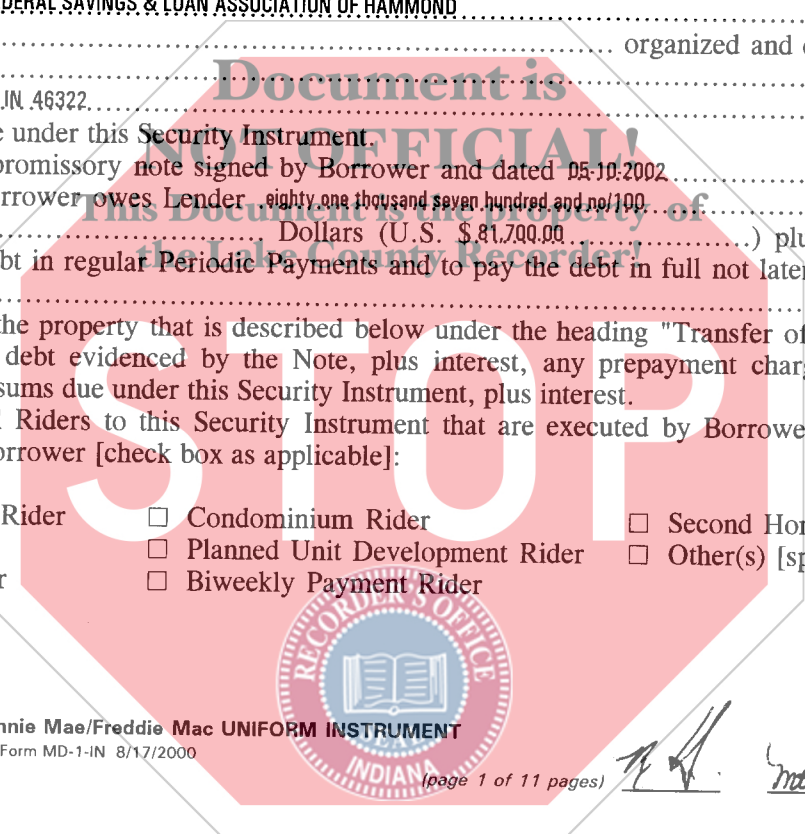 DERAL SAVINGS & LOAN ASSOCIATION OF HAMMOND
organized and
Document is
IN 46322
e under this Security Instrument.
NOT OFFICIAL!
promissory note signed by Borrower and dated 05-10-2002
rrower owes Lender eighty one thousand seven hundred and no/100
This Document is the property of
Dollars (U.S. $ 81,700.00 ) plu
the Lake County Recorder!
bt in regular Periodic Payments and to pay the debt in full not later
the property that is described below under the heading "Transfer of
debt evidenced by the Note, plus interest, any prepayment charg
sums due under this Security Instrument, plus interest.
Riders to this Security Instrument that are executed by Borrowe
orrower [check box as applicable]:
STOP
Rider ☐ Condominium Rider ☐ Second Hom
☐ Planned Unit Development Rider ☐ Other(s) [sp
r ☐ Biweekly Payment Rider
RECORDER'S OFFICE
SEAL
INDIANA
nnie Mae/Freddie Mac UNIFORM INSTRUMENT
Form MD-1-IN 8/17/2000
(page 1 of 11 pages)